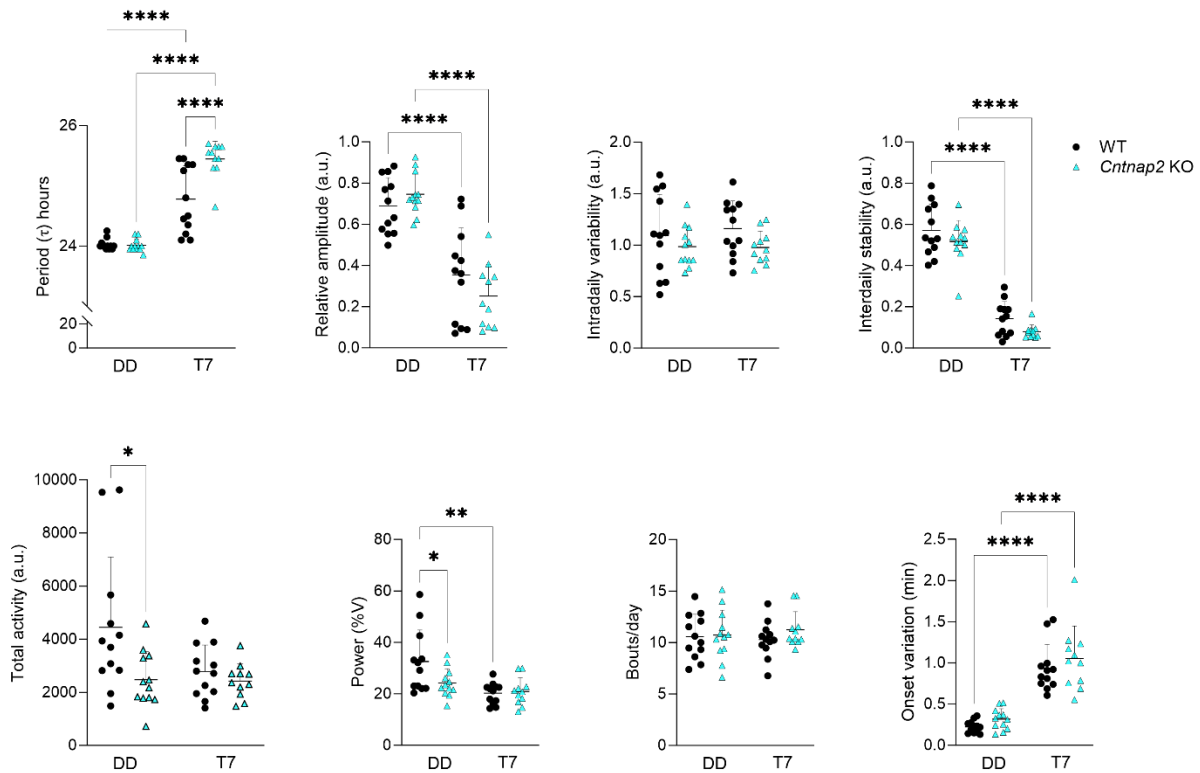 ****
****
****
Period (τ) hours
26
24
20
0
DD
T7
****
****
Relative amplitude (a.u.)
1.0
0.8
0.6
0.4
0.2
0.0
DD
T7
Intradaily variability (a.u.)
2.0
1.5
1.0
0.5
0.0
DD
T7
****
****
Interdaily stability (a.u.)
1.0
0.8
0.6
0.4
0.2
0.0
DD
T7
WT
Cntnap2 KO
*
Total activity (a.u.)
10000
8000
6000
4000
2000
0
DD
T7
**
*
Power (%V)
80
60
40
20
0
DD
T7
Bouts/day
20
15
10
5
0
DD
T7
****
****
Onset variation (min)
2.5
2.0
1.5
1.0
0.5
0.0
DD
T7